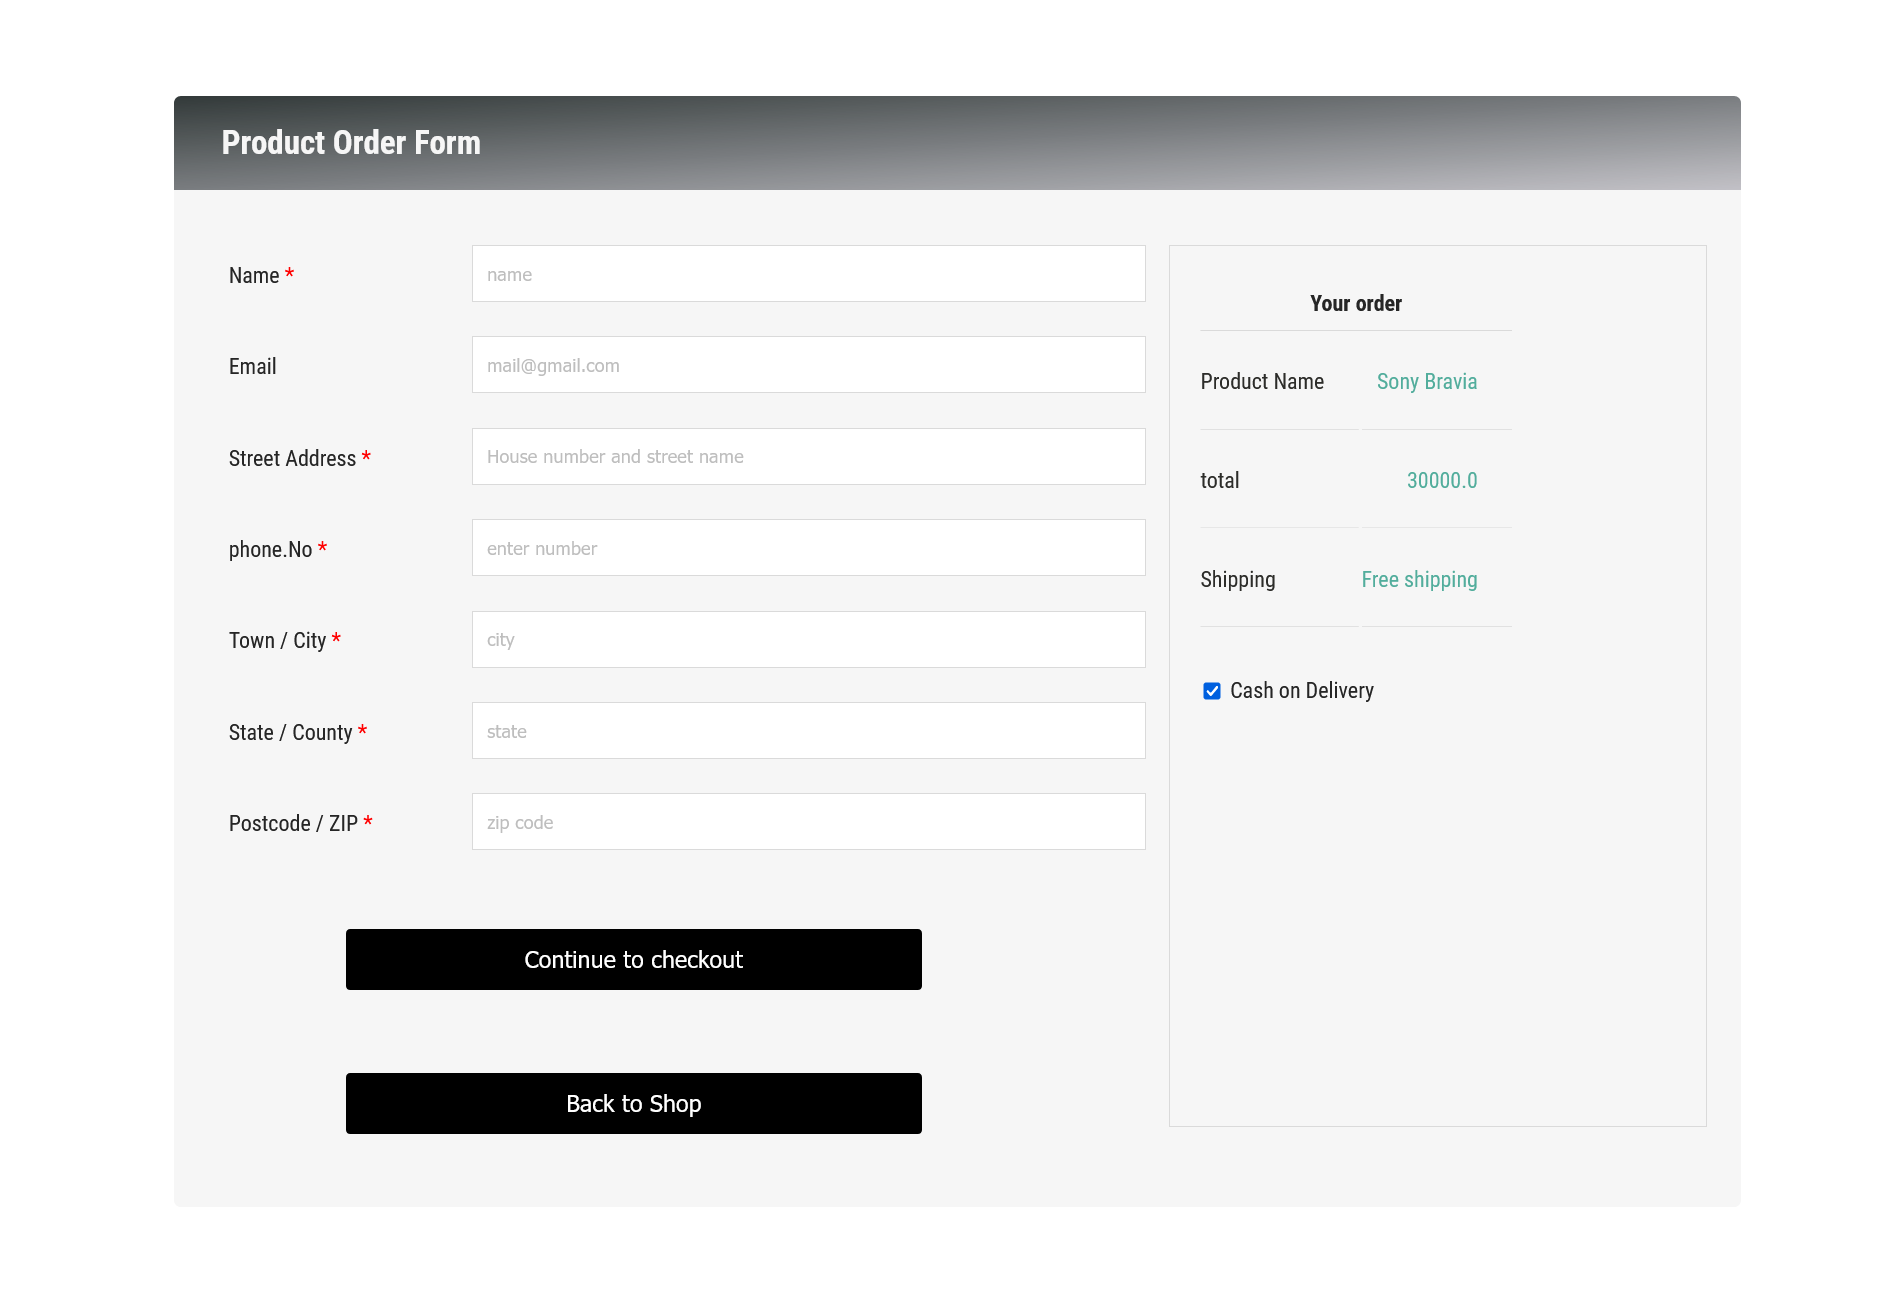 Product Order Form
Name *
name
Email
mail@gmail.com
Street Address *
House number and street name
phone.No *
enter number
Town / City *
city
State / County *
state
Postcode / ZIP *
zip code
Continue to checkout
Back to Shop
Your order
Product Name Sony Bravia
total 30000.0
Shipping Free shipping
Cash on Delivery